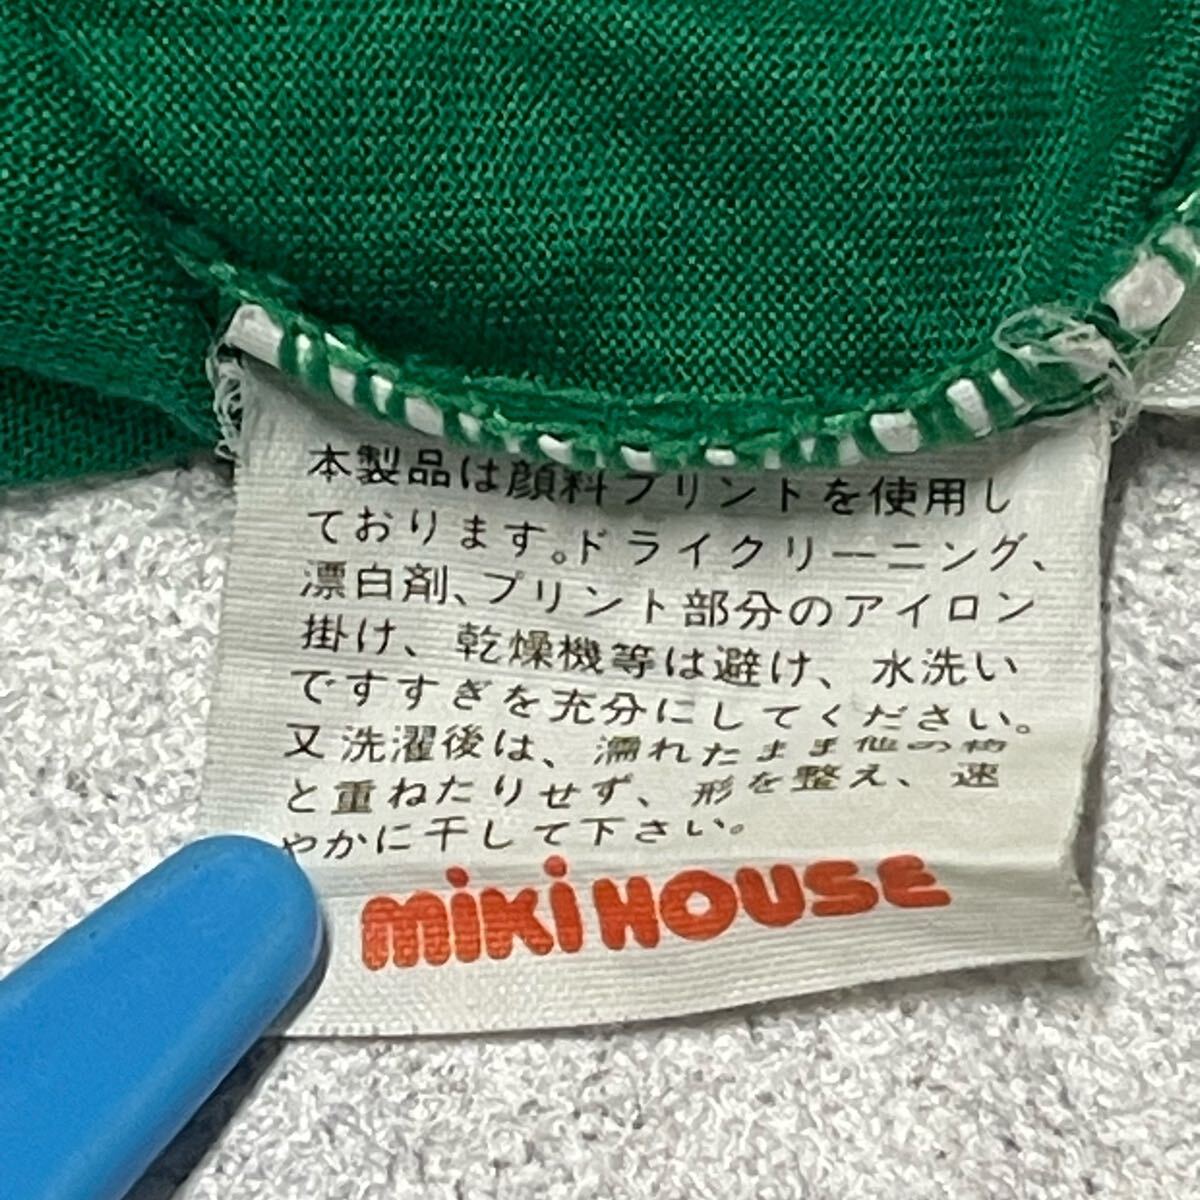 本製品は顔料プリントを使用し
ております。ドライクリーニング、
漂白剤、プリント部分のアイロン
掛け、乾燥機等は避け、水洗い
ですすぎを充分にしてください。
又洗濯後は、濡れたまま他の物
と重ねたりせず、形を整え、速
やかに干して下さい。
mikiHOUSE